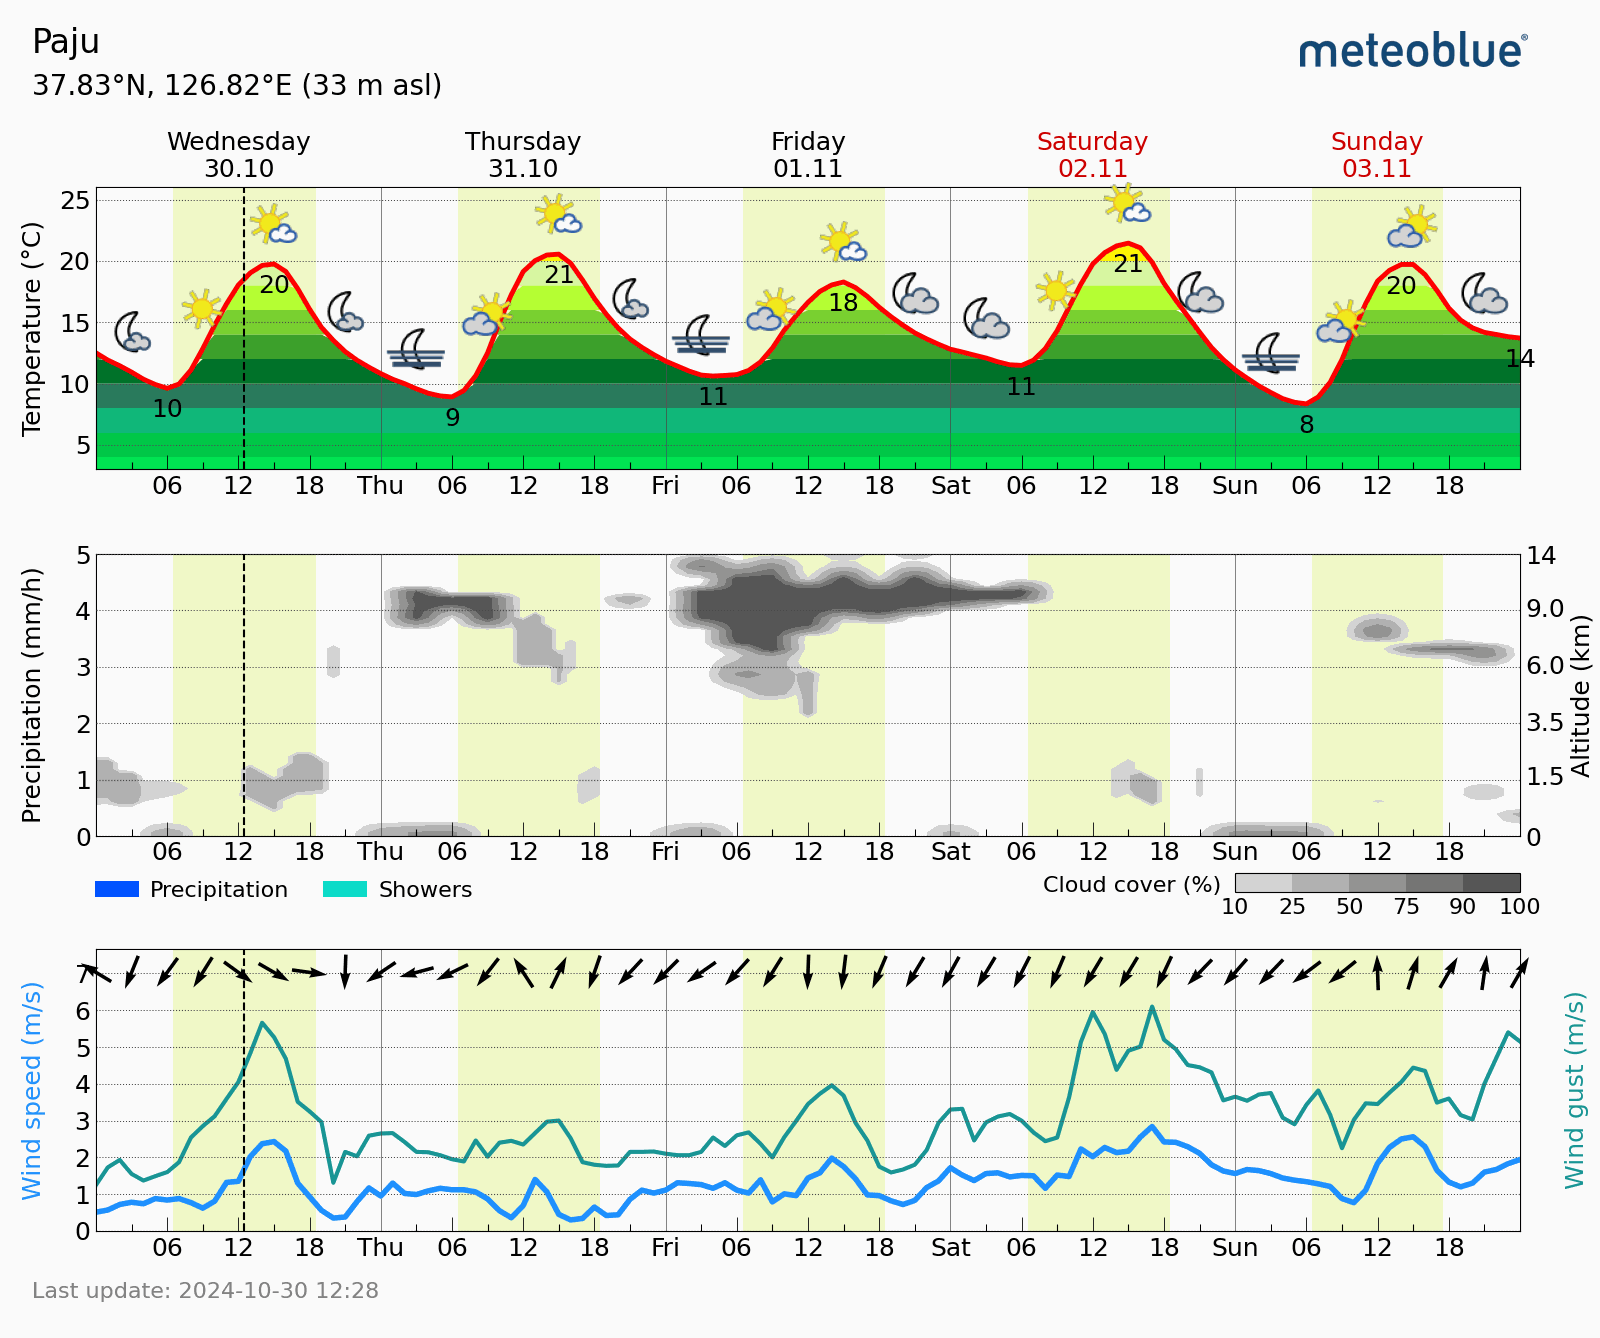 Paju
meteoblue®
37.83°N, 126.82°E (33 m asl)
Wednesday Thursday Friday Saturday Sunday
30.10 31.10 01.11 02.11 03.11
Temperature (°C)
25
20
15
10
5
20 21 18 21 20
10 9 11 11 8 14
06 12 18 Thu 06 12 18 Fri 06 12 18 Sat 06 12 18 Sun 06 12 18
Precipitation (mm/h)
5
4
3
2
1
0
14
9.0
6.0
3.5
1.5
0
Altitude (km)
06 12 18 Thu 06 12 18 Fri 06 12 18 Sat 06 12 18 Sun 06 12 18
Precipitation Showers Cloud cover (%)
10 25 50 75 90 100
Wind speed (m/s)
7
6
5
4
3
2
1
0
Wind gust (m/s)
06 12 18 Thu 06 12 18 Fri 06 12 18 Sat 06 12 18 Sun 06 12 18
Last update: 2024-10-30 12:28